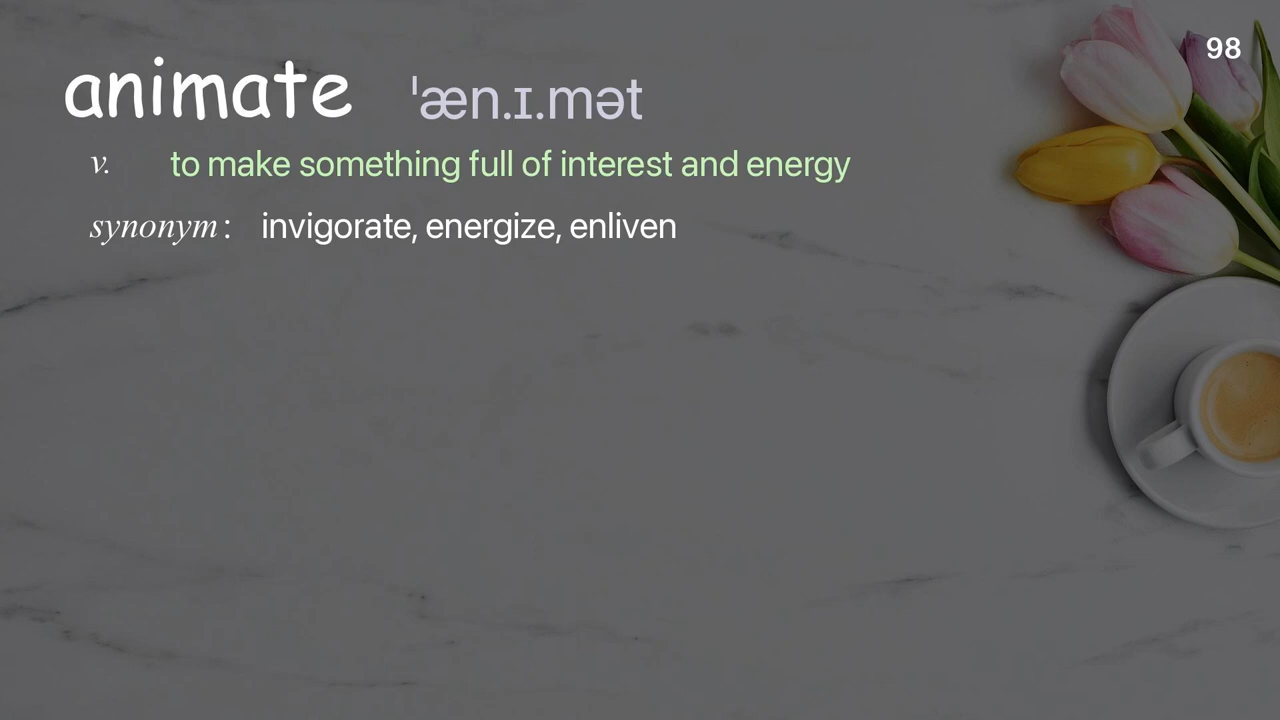 98
animate ˈæn.ɪ.mət
v. to make something full of interest and energy
synonym: invigorate, energize, enliven